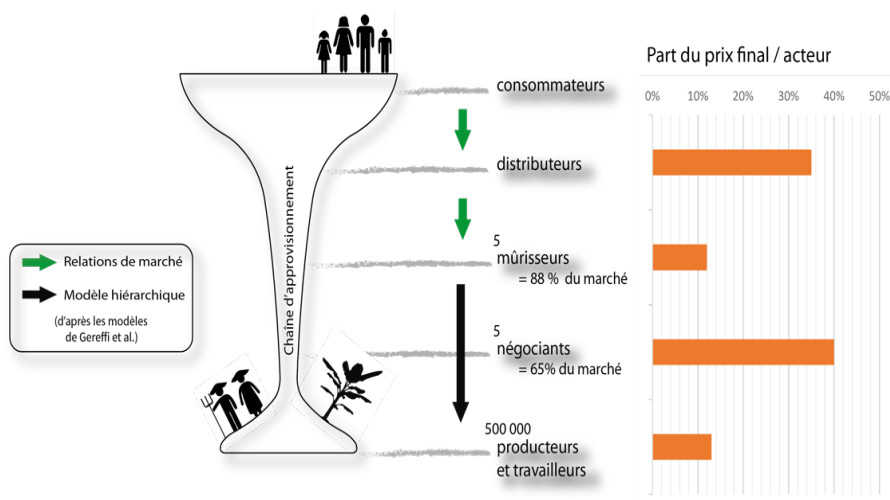 Part du prix final / acteur
0% 10% 20% 30% 40% 50%
consommateurs
distributeurs
5
mûrisseurs
= 88 % du marché
5
négociants
= 65% du marché
500 000
producteurs
et travailleurs
Chaîne d'approvisionnement
Relations de marché
Modèle hiérarchique
(d'après les modèles
de Gereffi et al.)